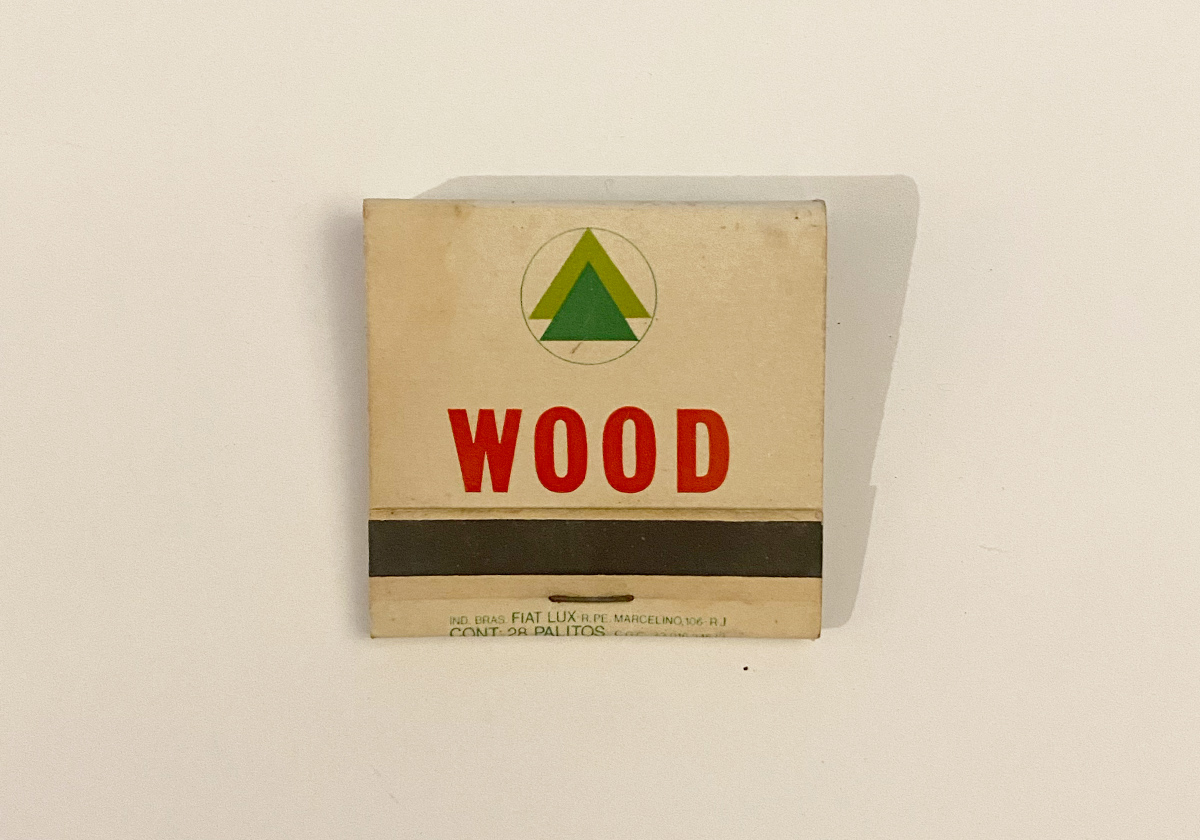 WOOD
IND. BRAS. FIAT LUX-R. PE. MARCELINO, 106-RJ
CONT: 28 PALITOS